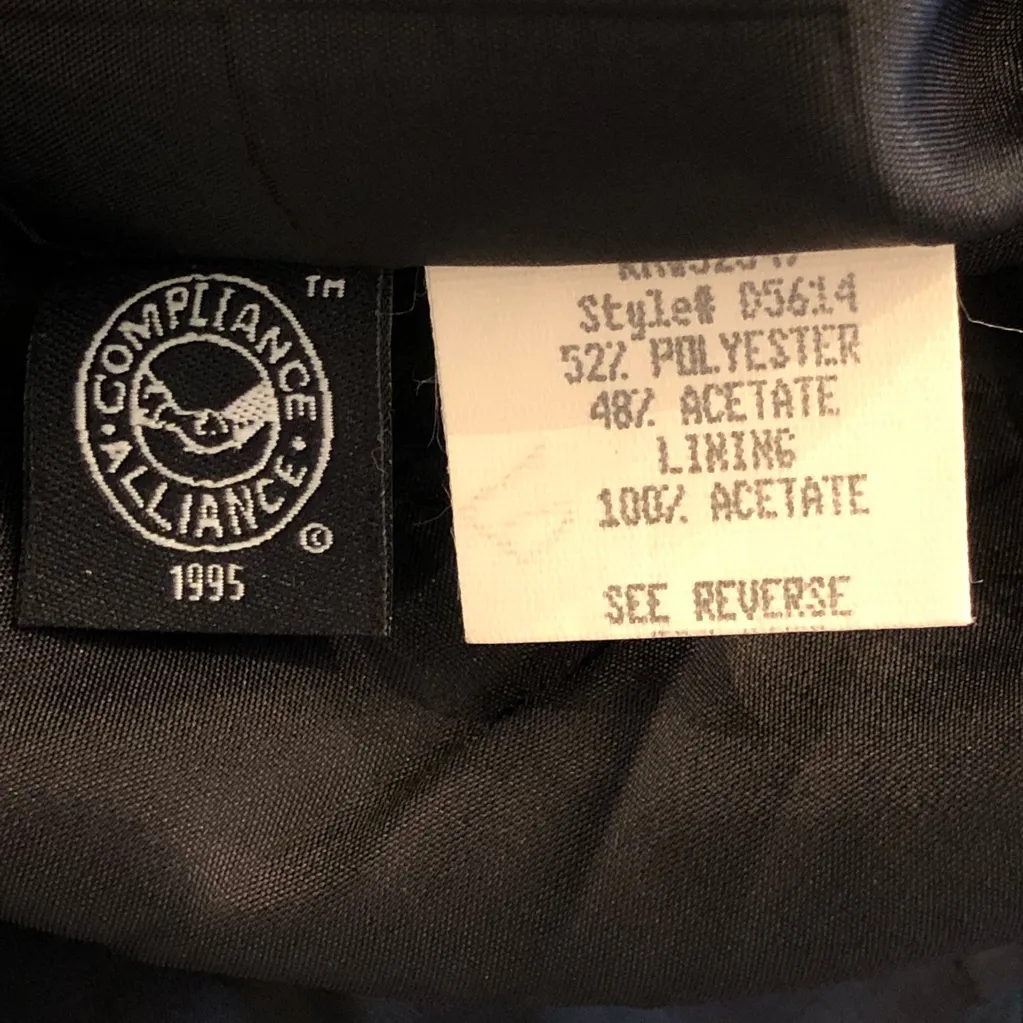 COMPLIANCE
ALLIANCE
TM
©
1995
Style# D5614
52% POLYESTER
48% ACETATE
LINING
100% ACETATE
SEE REVERSE